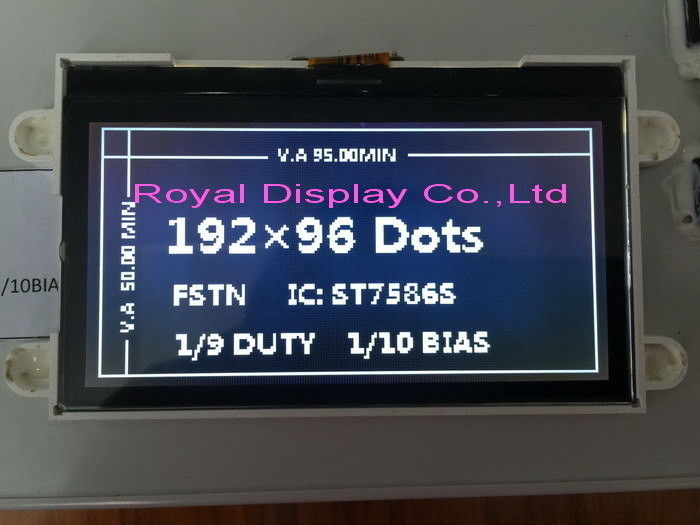 V.A 95.00MIN
Royal Display Co.,Ltd
V.A 50.00 MIN
192×96 Dots
/10BIA
FSTN IC: ST7586S
1/9 DUTY 1/10 BIAS